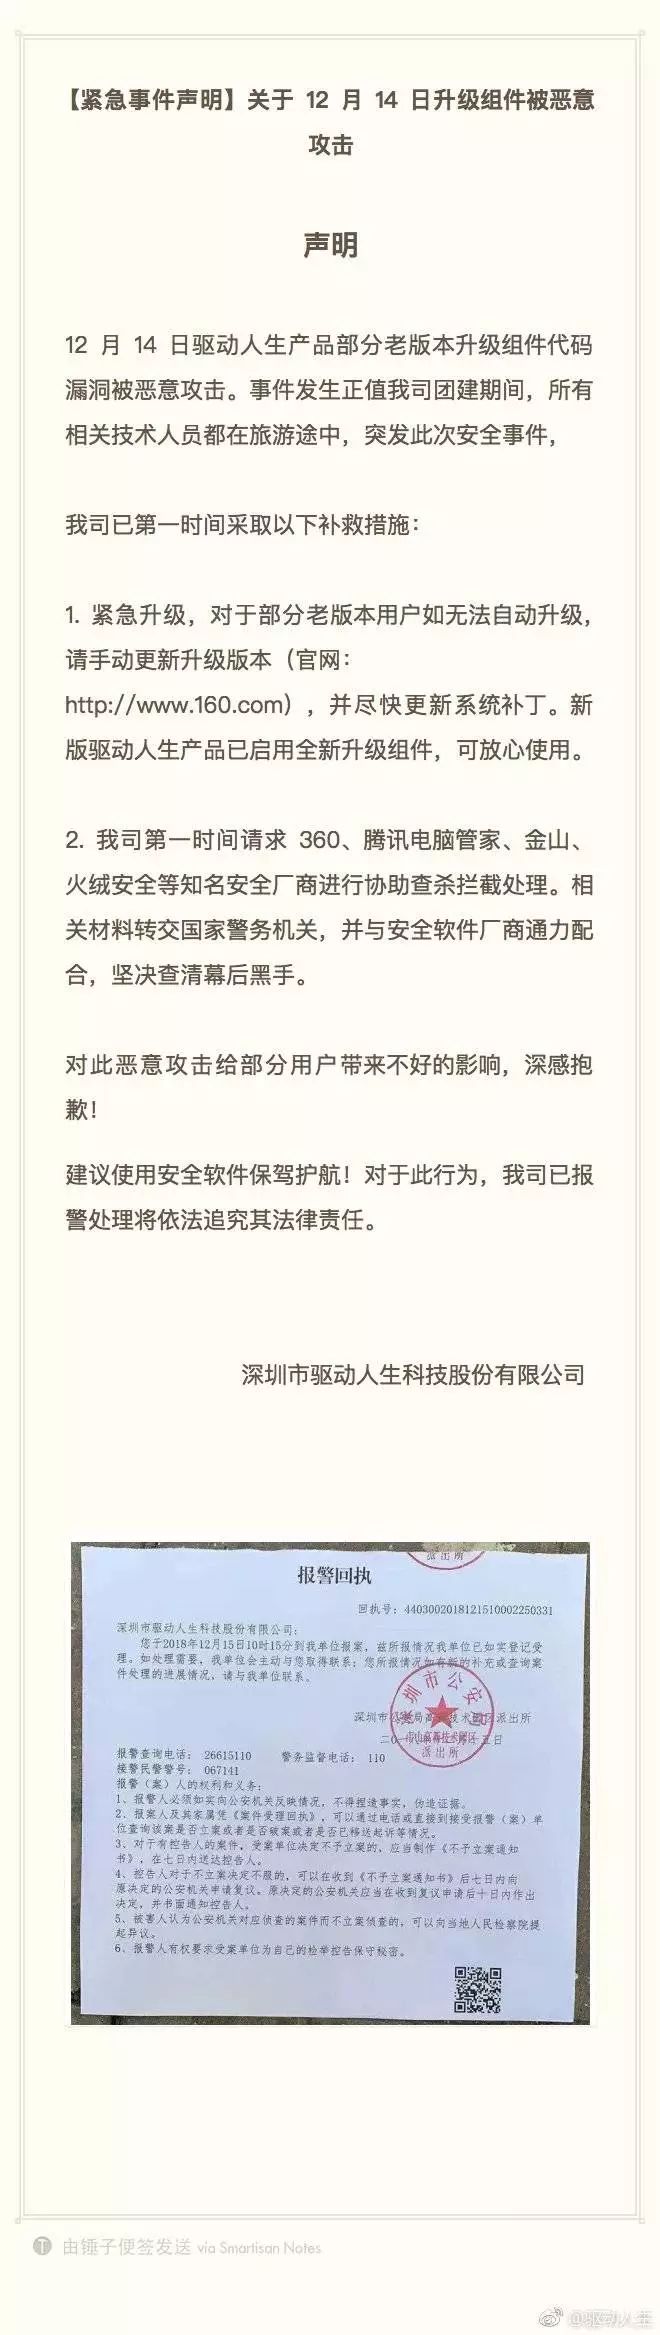 【紧急事件声明】关于 12 月 14 日升级组件被恶意
攻击
声明
12 月 14 日驱动人生产品部分老版本升级组件代码
漏洞被恶意攻击。事件发生正值我司团建期间，所有
相关技术人员都在旅游途中，突发此次安全事件，
我司已第一时间采取以下补救措施：
1. 紧急升级，对于部分老版本用户如无法自动升级，
请手动更新升级版本（官网：
http://www.160.com），并尽快更新系统补丁。新
版驱动人生产品已启用全新升级组件，可放心使用。
2. 我司第一时间请求 360、腾讯电脑管家、金山、
火绒安全等知名安全厂商进行协助查杀拦截处理。相
关材料转交国家警务机关，并与安全软件厂商通力配
合，坚决查清幕后黑手。
对此恶意攻击给部分用户带来不好的影响，深感抱
歉！
建议使用安全软件保驾护航！对于此行为，我司已报
警处理将依法追究其法律责任。
深圳市驱动人生科技股份有限公司
派出所
报警回执
回执号：4403002018121510002250331
深圳市驱动人生科技股份有限公司：
您于2018年12月15日10时15分到我单位报案，兹所报情况我单位已如实登记受
理。如处理需要，我单位会主动与您取得联系；您所报情况如有新的补充或查询案
件处理的进展情况，请与我单位联系。
深圳市公安局高新技术园区派出所
二〇一八年十二月十五日
报警查询电话： 26615110 警务监督电话： 110
接警民警警号： 067141
报警（案）人的权利和义务：
1、报警人必须如实向公安机关反映情况，不得捏造事实，伪造证据。
2、报案人及其家属凭《案件受理回执》，可以通过电话或直接到接受报警（案）单
位查询该案是否立案或者是否破案或者是否已移送起诉等情况。
3、对于有控告人的案件，受案单位决定不予立案的，应当制作《不予立案通知
书》，在七日内送达控告人。
4、控告人对于不立案决定不服的，可以在收到《不予立案通知书》后七日内向
原决定的公安机关申请复议。原决定的公安机关应当在收到复议申请后十日内作出
决定，并书面通知控告人。
5、被害人认为公安机关对应侦查的案件而不立案侦查的，可以向当地人民检察院提
起异议。
6、报警人有权要求受案单位为自己的检举控告保守秘密。
由锤子便签发送 via Smartisan Notes
@驱动人生